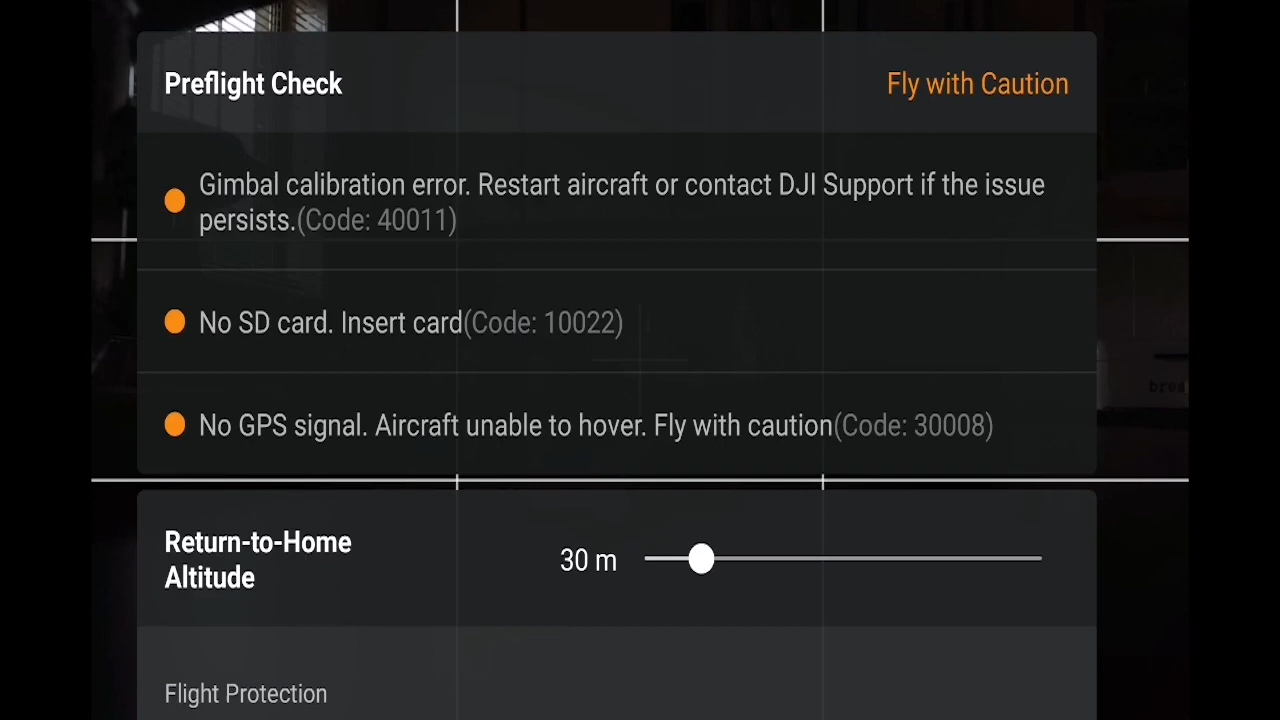 Preflight Check
Fly with Caution
Gimbal calibration error. Restart aircraft or contact DJI Support if the issue
persists.(Code: 40011)
No SD card. Insert card(Code: 10022)
No GPS signal. Aircraft unable to hover. Fly with caution(Code: 30008)
Return-to-Home
Altitude
30 m
Flight Protection